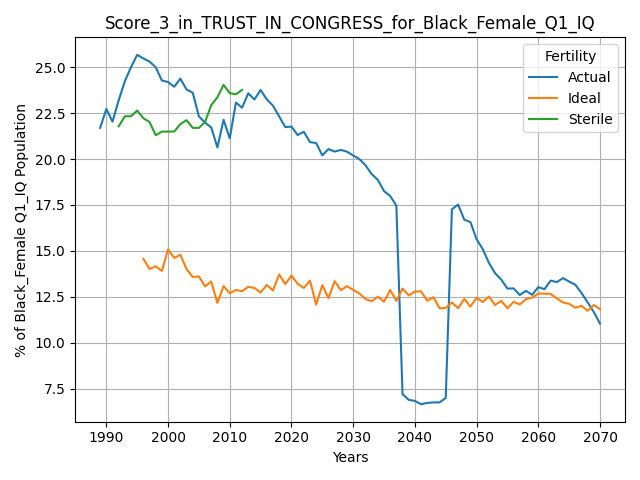 Score_3_in_TRUST_IN_CONGRESS_for_Black_Female_Q1_IQ
Fertility
Actual
Ideal
Sterile
% of Black_Female Q1_IQ Population
25.0
22.5
20.0
17.5
15.0
12.5
10.0
7.5
1990 2000 2010 2020 2030 2040 2050 2060 2070
Years